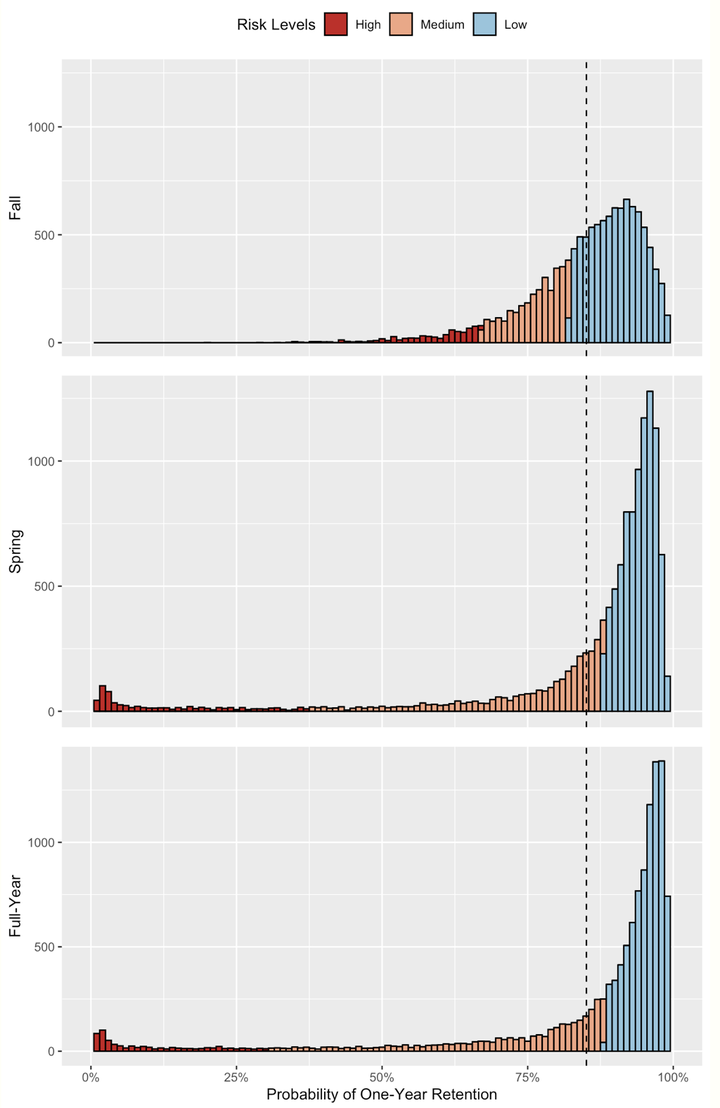 Risk Levels High Medium Low
Fall
1000
500
0
Spring
1000
500
0
Full-Year
1000
500
0
0% 25% 50% 75% 100%
Probability of One-Year Retention